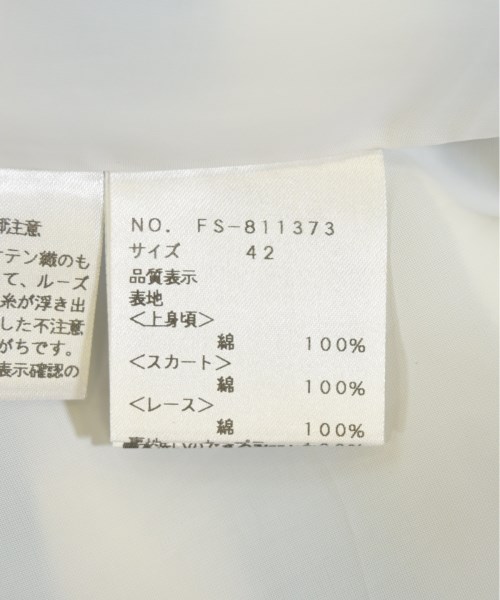 部注意
テン織のも
て、ルーズ
糸が浮き出
した不注意
がちです。
表示確認の
NO. FS-811373
サイズ 42
品質表示
表地
<上身頃>
綿 100%
<スカート>
綿 100%
<レース>
綿 100%